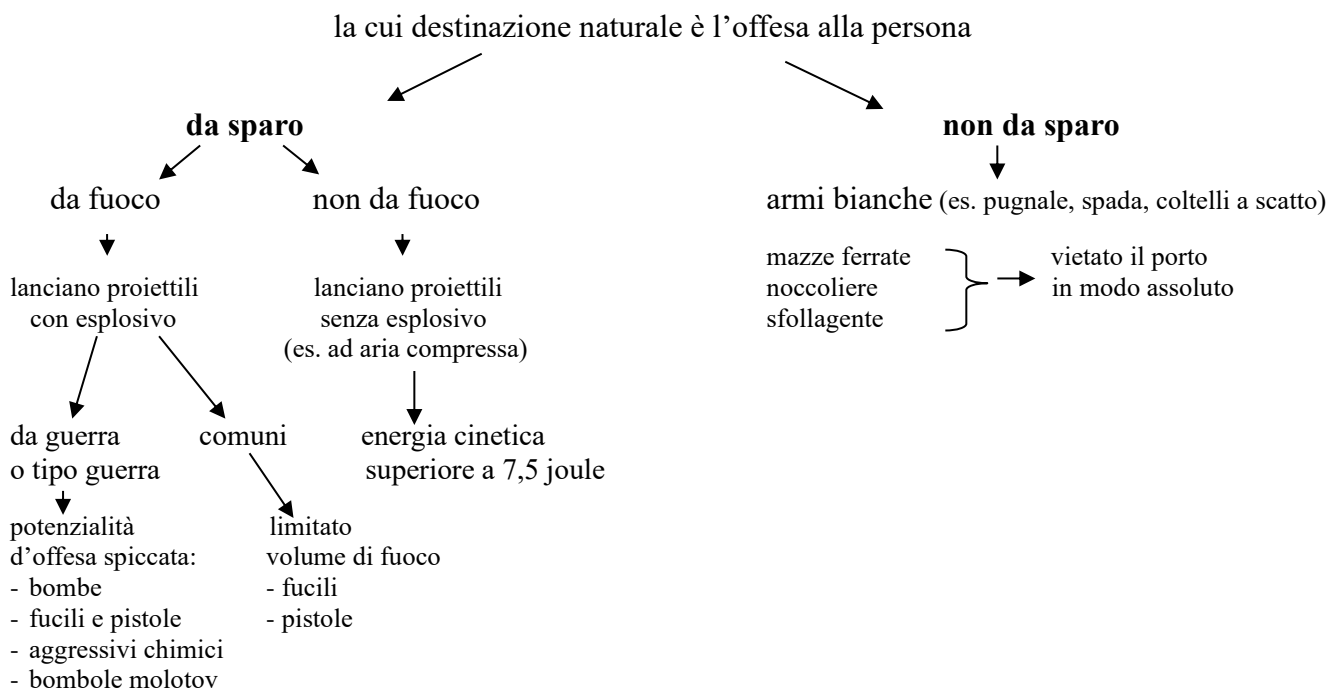 la cui destinazione naturale è l’offesa alla persona
da sparo
non da sparo
da fuoco
non da fuoco
armi bianche (es. pugnale, spada, coltelli a scatto)
lanciano proiettili
con esplosivo
lanciano proiettili
senza esplosivo
(es. ad aria compressa)
mazze ferrate
noccoliere
sfollagente
vietato il porto
in modo assoluto
da guerra
o tipo guerra
comuni
energia cinetica
superiore a 7,5 joule
potenzialità
d’offesa spiccata:
- bombe
- fucili e pistole
- aggressivi chimici
- bombole molotov
limitato
volume di fuoco
- fucili
- pistole